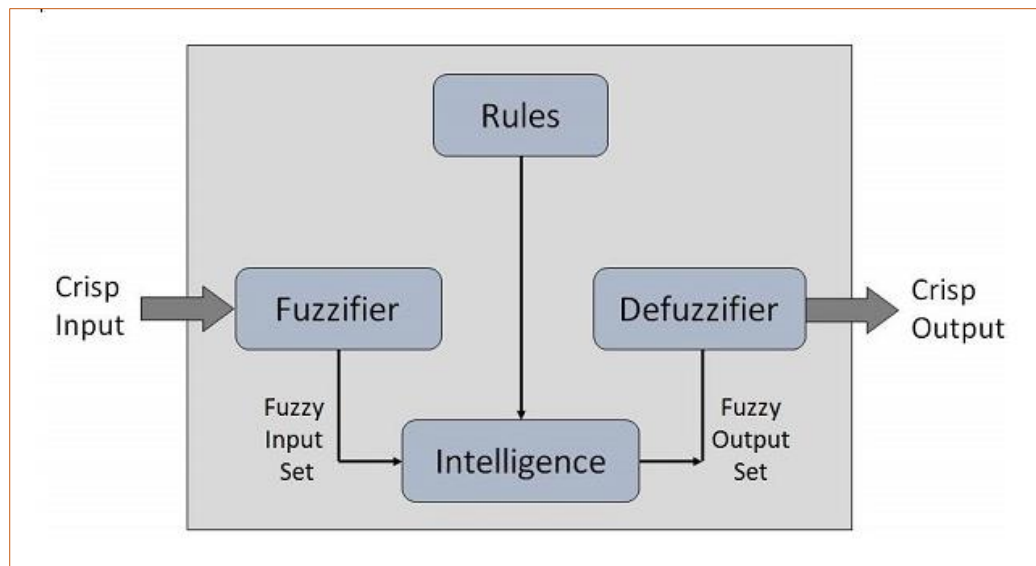 Rules
Crisp
Input
Fuzzifier
Defuzzifier
Crisp
Output
Fuzzy
Input
Set
Intelligence
Fuzzy
Output
Set